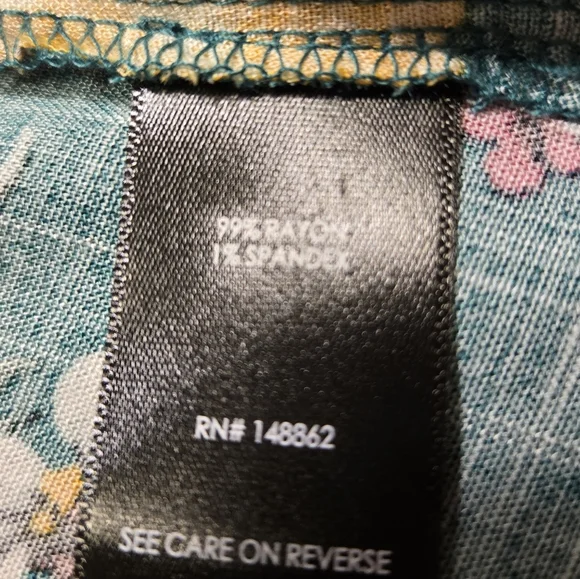 99% RAYON
1% SPANDEX
RN# 148862
SEE CARE ON REVERSE